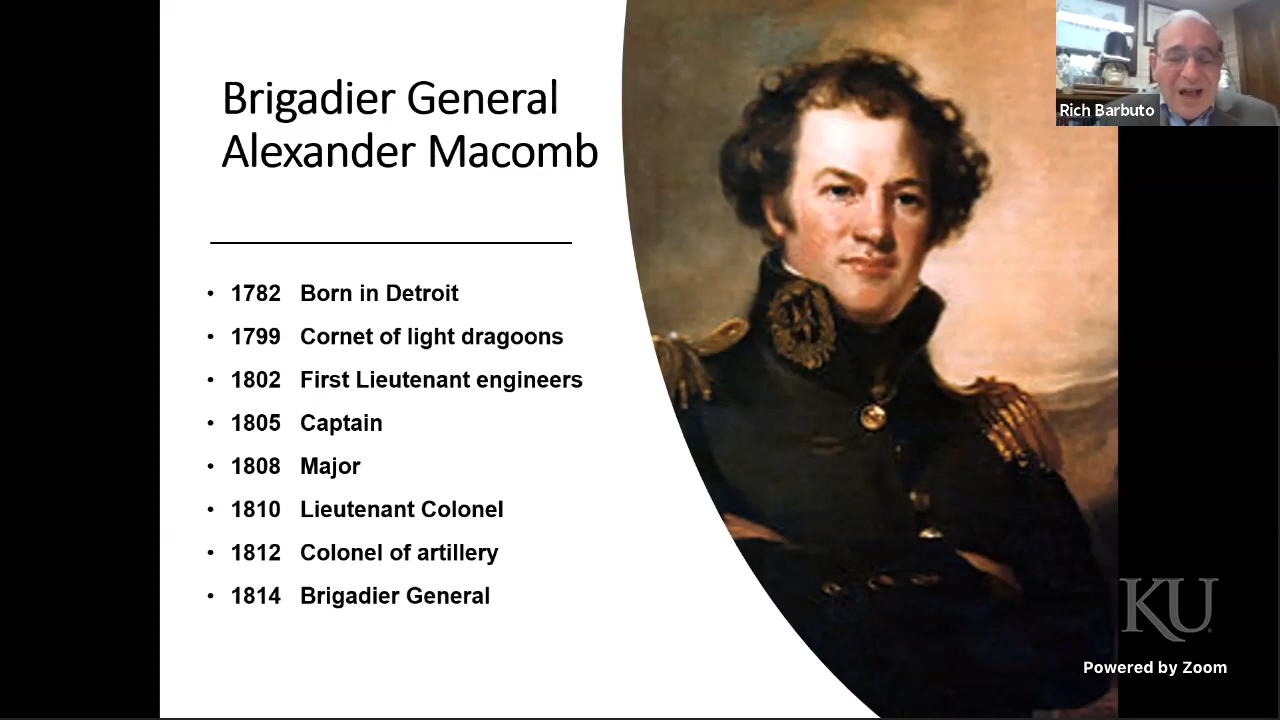 Brigadier General
Alexander Macomb
• 1782 Born in Detroit
• 1799 Cornet of light dragoons
• 1802 First Lieutenant engineers
• 1805 Captain
• 1808 Major
• 1810 Lieutenant Colonel
• 1812 Colonel of artillery
• 1814 Brigadier General
Rich Barbuto
KU
Powered by Zoom